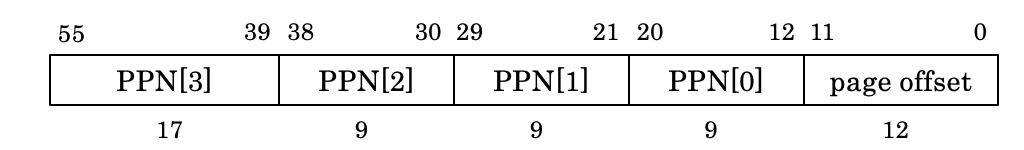 55 39 38 30 29 21 20 12 11 0
PPN[3] PPN[2] PPN[1] PPN[0] page offset
17 9 9 9 12